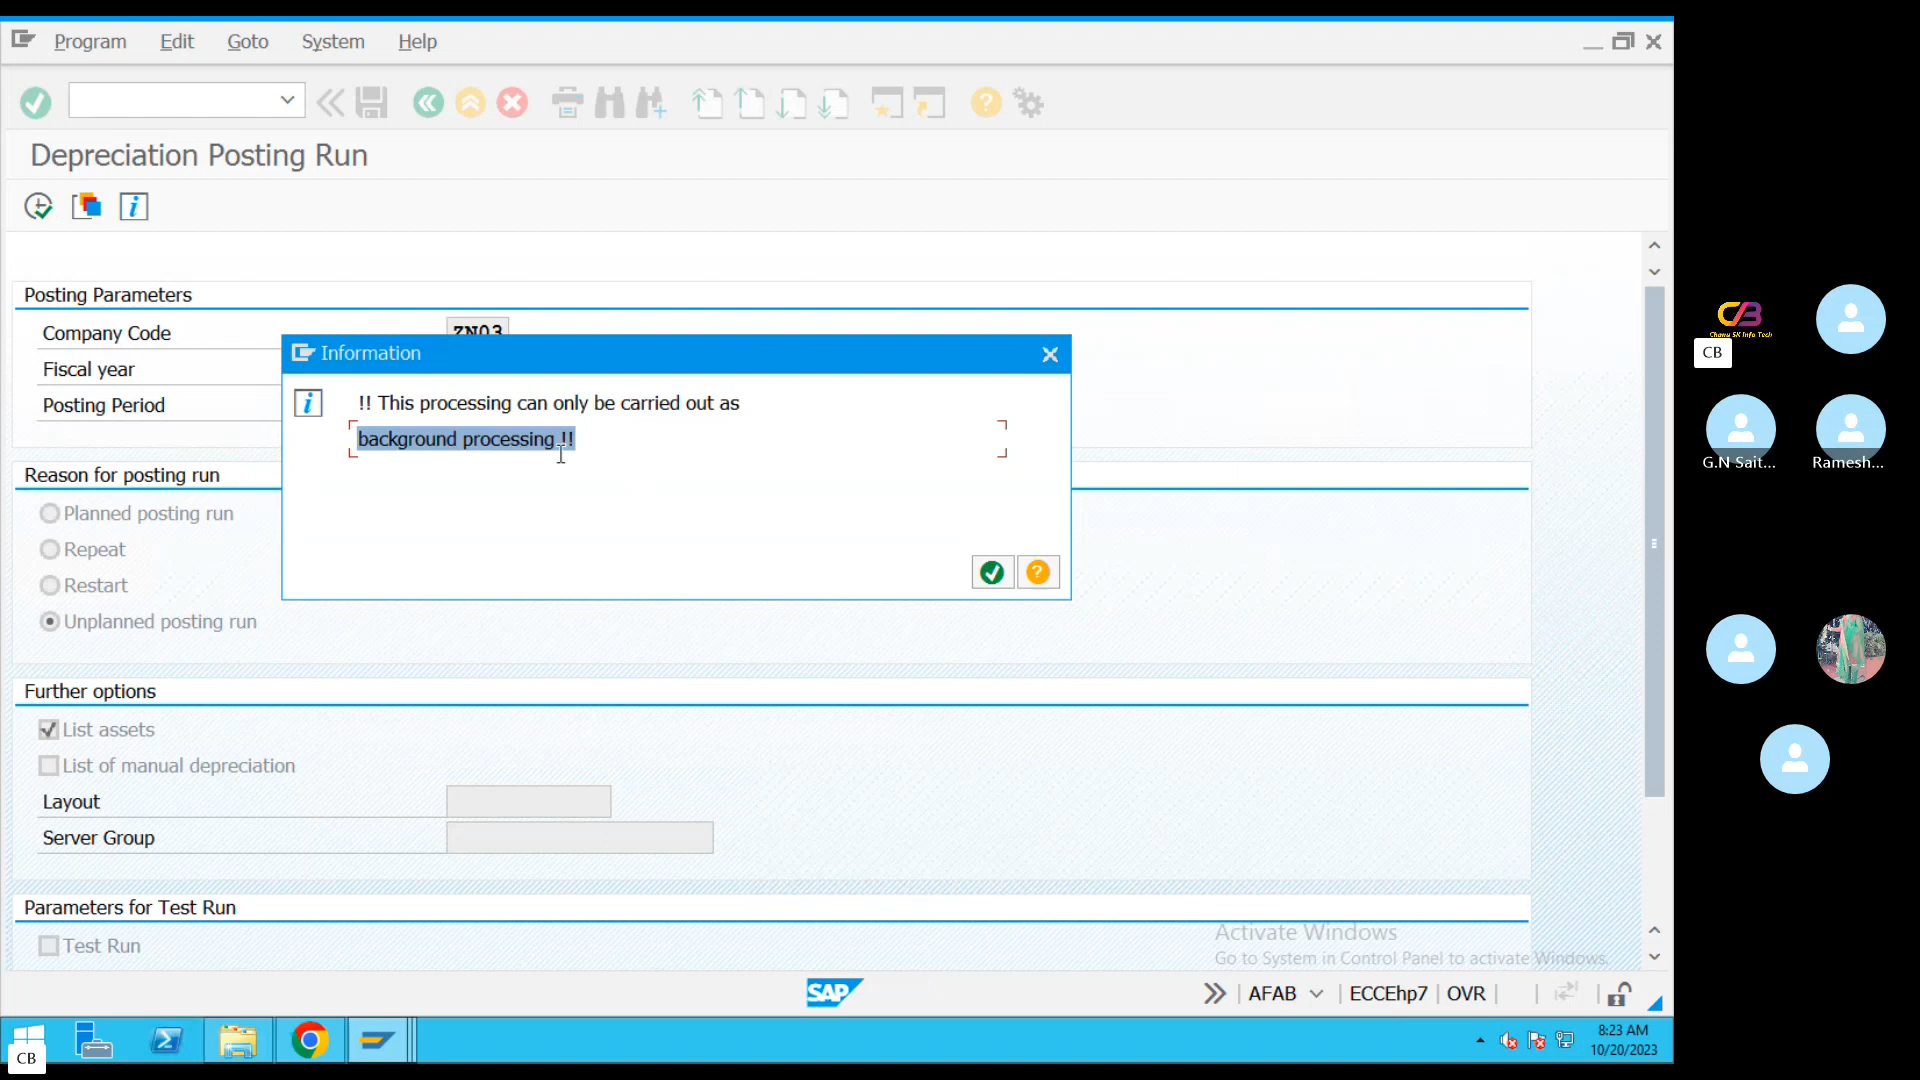 Program Edit Goto System Help
Depreciation Posting Run
Posting Parameters
Company Code ZN03
Fiscal year
Posting Period
Information
!! This processing can only be carried out as
background processing !!
Reason for posting run
Planned posting run
Repeat
Restart
Unplanned posting run
Further options
List assets
List of manual depreciation
Layout
Server Group
Parameters for Test Run
Test Run
Activate Windows
Go to System in Control Panel to activate Windows.
SAP
AFAB ECCEhp7 OVR
8:23 AM
10/20/2023
CB
Chanu SK Info Tech
CB
G.N Sait... Ramesh...